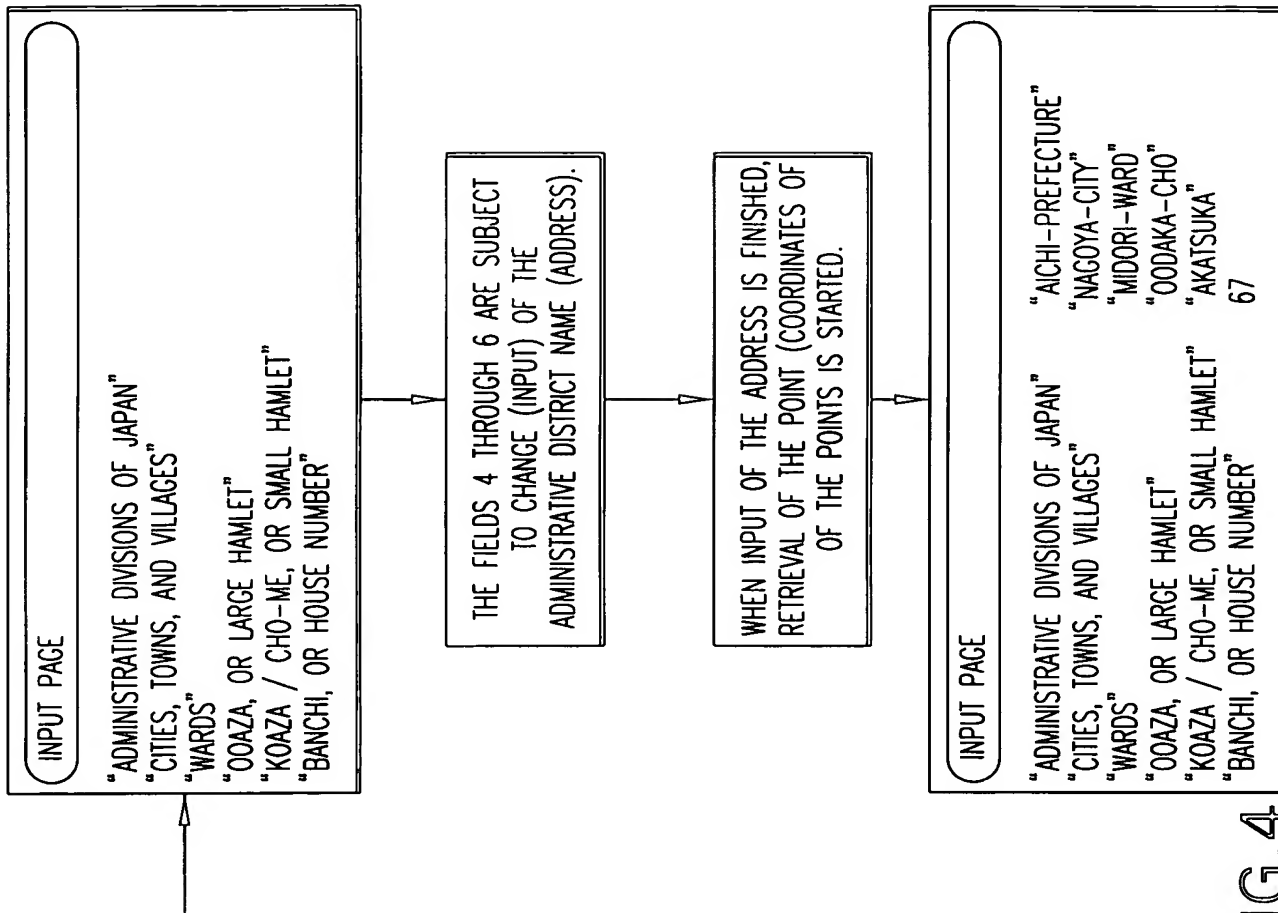 INPUT PAGE
“ADMINISTRATIVE DIVISIONS OF JAPAN”
“CITIES, TOWNS, AND VILLAGES”
“WARDS”
“OOAZA, OR LARGE HAMLET”
“KOAZA / CHO-ME, OR SMALL HAMLET”
“BANCHI, OR HOUSE NUMBER”
THE FIELDS 4 THROUGH 6 ARE SUBJECT
TO CHANGE (INPUT) OF THE
ADMINISTRATIVE DISTRICT NAME (ADDRESS).
WHEN INPUT OF THE ADDRESS IS FINISHED,
RETRIEVAL OF THE POINT (COORDINATES OF
OF THE POINTS IS STARTED.
INPUT PAGE
“ADMINISTRATIVE DIVISIONS OF JAPAN” “AICHI-PREFECTURE”
“CITIES, TOWNS, AND VILLAGES” “NAGOYA-CITY”
“WARDS” “MIDORI-WARD”
“OOAZA, OR LARGE HAMLET” “OODAKA-CHO”
“KOAZA / CHO-ME, OR SMALL HAMLET” “AKATSUKA”
“BANCHI, OR HOUSE NUMBER” 67
IG.4